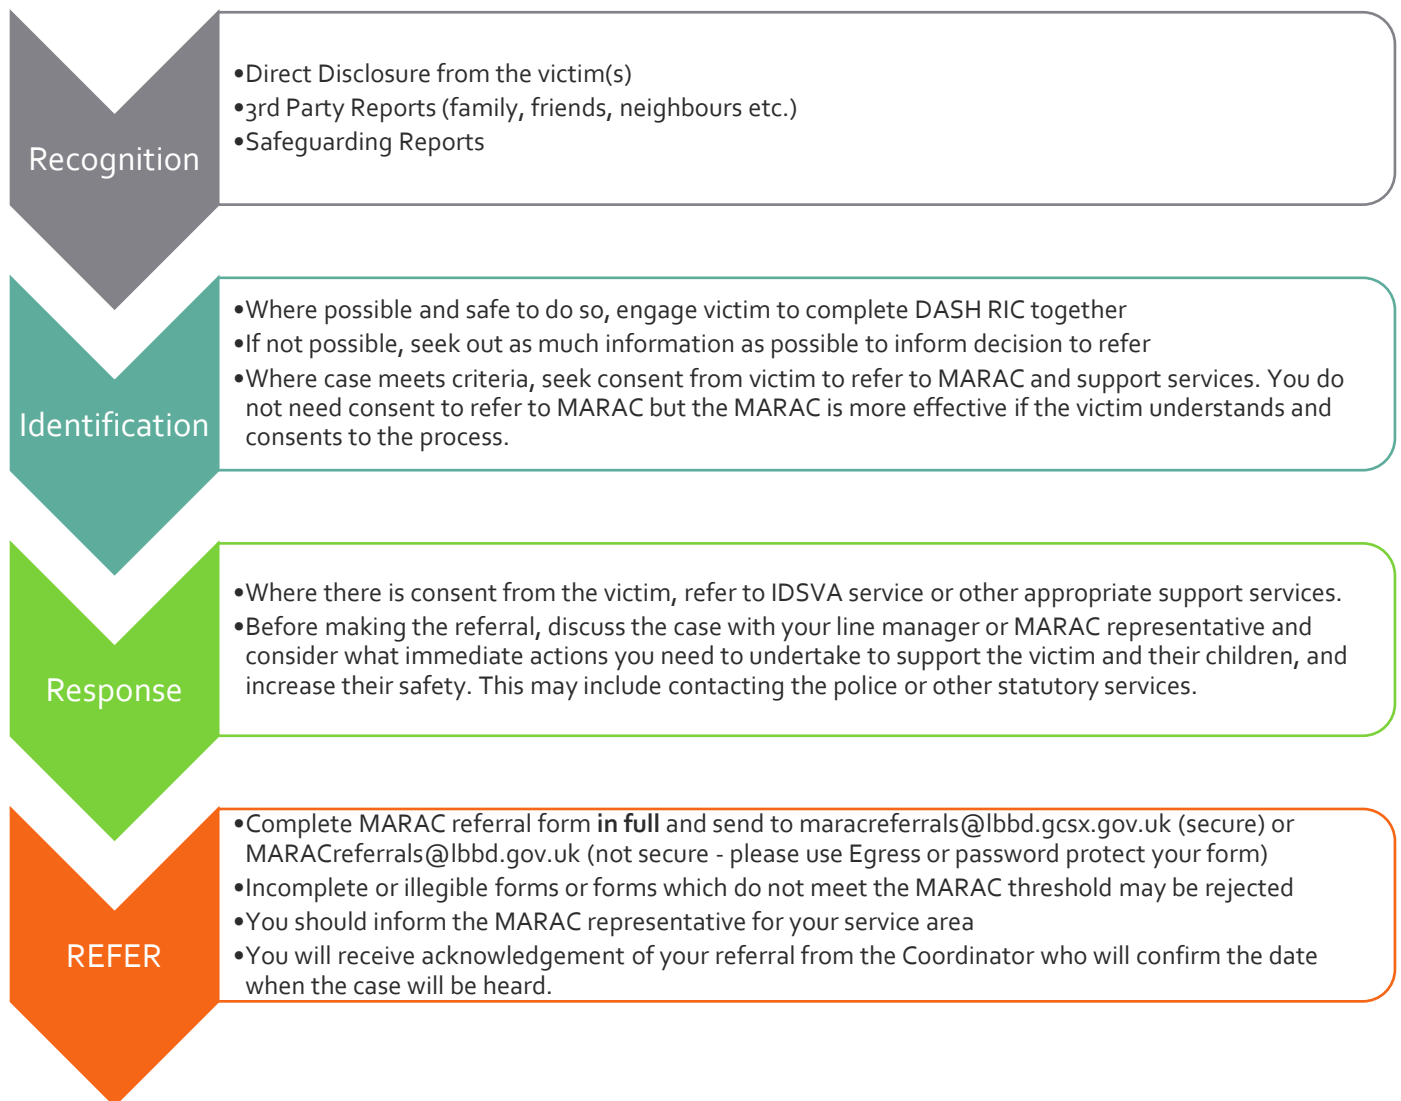 Recognition
•Direct Disclosure from the victim(s)
•3rd Party Reports (family, friends, neighbours etc.)
•Safeguarding Reports
Identification
•Where possible and safe to do so, engage victim to complete DASH RIC together
•If not possible, seek out as much information as possible to inform decision to refer
•Where case meets criteria, seek consent from victim to refer to MARAC and support services. You do
not need consent to refer to MARAC but the MARAC is more effective if the victim understands and
consents to the process.
Response
•Where there is consent from the victim, refer to IDSVA service or other appropriate support services.
•Before making the referral, discuss the case with your line manager or MARAC representative and
consider what immediate actions you need to undertake to support the victim and their children, and
increase their safety. This may include contacting the police or other statutory services.
REFER
•Complete MARAC referral form in full and send to maracreferrals@lbbd.gcsx.gov.uk (secure) or
MARACreferrals@lbbd.gov.uk (not secure - please use Egress or password protect your form)
•Incomplete or illegible forms or forms which do not meet the MARAC threshold may be rejected
•You should inform the MARAC representative for your service area
•You will receive acknowledgement of your referral from the Coordinator who will confirm the date
when the case will be heard.